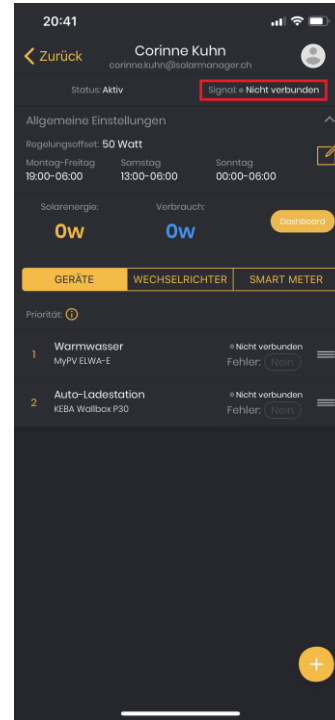 20:41
Zurück
Corinne Kuhn
corinne.kuhn@solarmanager.ch
Status: Aktiv
Signal: Nicht verbunden
Allgemeine Einstellungen
Regelungsoffset: 50 Watt
Montag-Freitag Samstag Sonntag
19:00-06:00 13:00-06:00 00:00-06:00
Solarenergie: Verbrauch:
0w 0w Dashboard
GERÄTE WECHSELRICHTER SMART METER
Priorität: i
1 Warmwasser Nicht verbunden
MyPV ELWA-E Fehler: Nein
2 Auto-Ladestation Nicht verbunden
KEBA Wallbox P30 Fehler: Nein
+